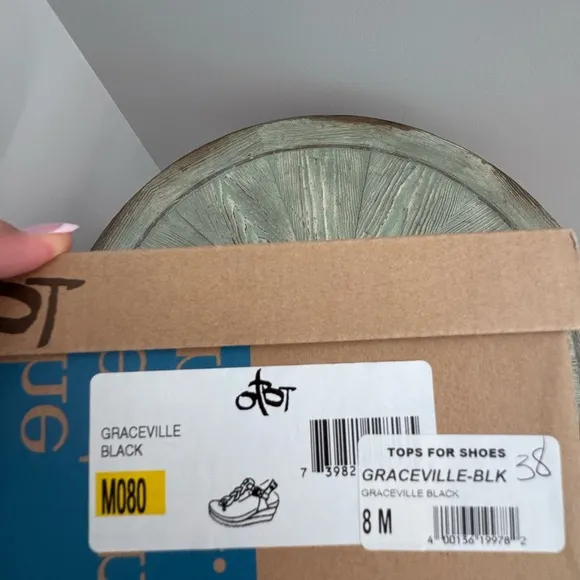 OTBT
OTBT
GRACEVILLE
BLACK
M080
7 3982
TOPS FOR SHOES
GRACEVILLE-BLK 38
GRACEVILLE BLACK
8 M
4 00136 19978 2